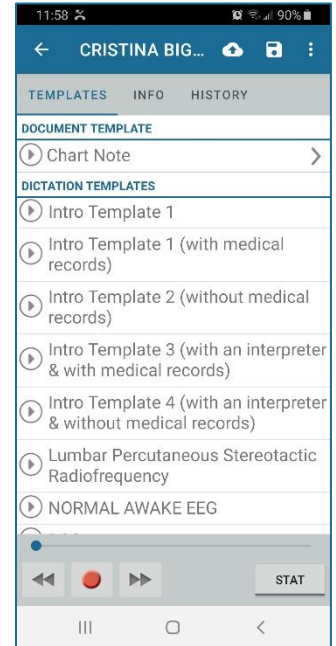 11:58
90%
CRISTINA BIG...
TEMPLATES INFO HISTORY
DOCUMENT TEMPLATE
Chart Note
DICTATION TEMPLATES
Intro Template 1
Intro Template 1 (with medical
records)
Intro Template 2 (without medical
records)
Intro Template 3 (with an interpreter
& with medical records)
Intro Template 4 (with an interpreter
& without medical records)
Lumbar Percutaneous Stereotactic
Radiofrequency
NORMAL AWAKE EEG
STAT